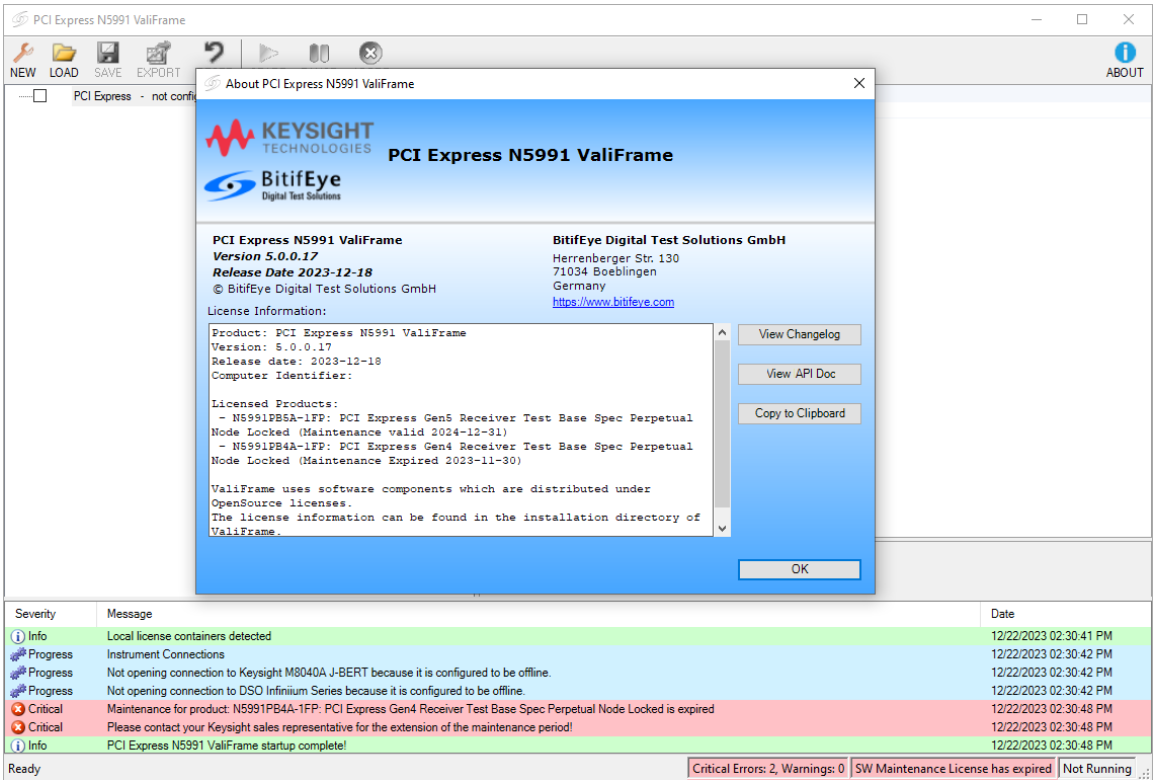 PCI Express N5991 ValiFrame
NEW LOAD SAVE EXPORT
ABOUT
PCI Express - not
About PCI Express N5991 ValiFrame
KEYSIGHT
TECHNOLOGIES
PCI Express N5991 ValiFrame
BitifEye
Digital Test Solutions
PCI Express N5991 ValiFrame
Version 5.0.0.17
Release Date 2023-12-18
© BitifEye Digital Test Solutions GmbH
BitifEye Digital Test Solutions GmbH
Herrenberger Str. 130
71034 Boeblingen
Germany
https://www.bitifeye.com
License Information:
Product: PCI Express N5991 ValiFrame
Version: 5.0.0.17
Release date: 2023-12-18
Computer Identifier:
Licensed Products:
- N5991PB5A-1FP: PCI Express Gen5 Receiver Test Base Spec Perpetual
Node Locked (Maintenance valid 2024-12-31)
- N5991PB4A-1FP: PCI Express Gen4 Receiver Test Base Spec Perpetual
Node Locked (Maintenance Expired 2023-11-30)
ValiFrame uses software components which are distributed under
OpenSource licenses.
The license information can be found in the installation directory of
ValiFrame.
View Changelog
View API Doc
Copy to Clipboard
OK
Severity Message Date
Info Local license containers detected 12/22/2023 02:30:41 PM
Progress Instrument Connections 12/22/2023 02:30:42 PM
Progress Not opening connection to Keysight M8040A J-BERT because it is configured to be offline. 12/22/2023 02:30:42 PM
Progress Not opening connection to DSO Infiniium Series because it is configured to be offline. 12/22/2023 02:30:42 PM
Critical Maintenance for product: N5991PB4A-1FP: PCI Express Gen4 Receiver Test Base Spec Perpetual Node Locked is expired 12/22/2023 02:30:48 PM
Critical Please contact your Keysight sales representative for the extension of the maintenance period! 12/22/2023 02:30:48 PM
Info PCI Express N5991 ValiFrame startup complete! 12/22/2023 02:30:48 PM
Ready Critical Errors: 2, Warnings: 0 SW Maintenance License has expired Not Running